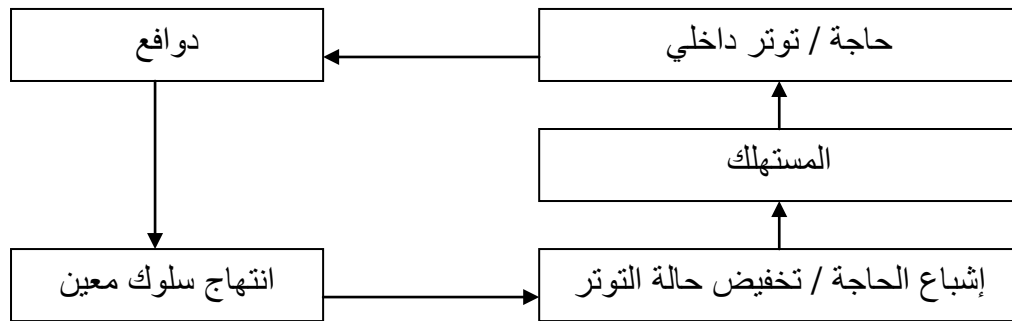 حاجة / توتر داخلي
دوافع
المستهلك
إشباع الحاجة / تخفيض حالة التوتر
انتهاج سلوك معين